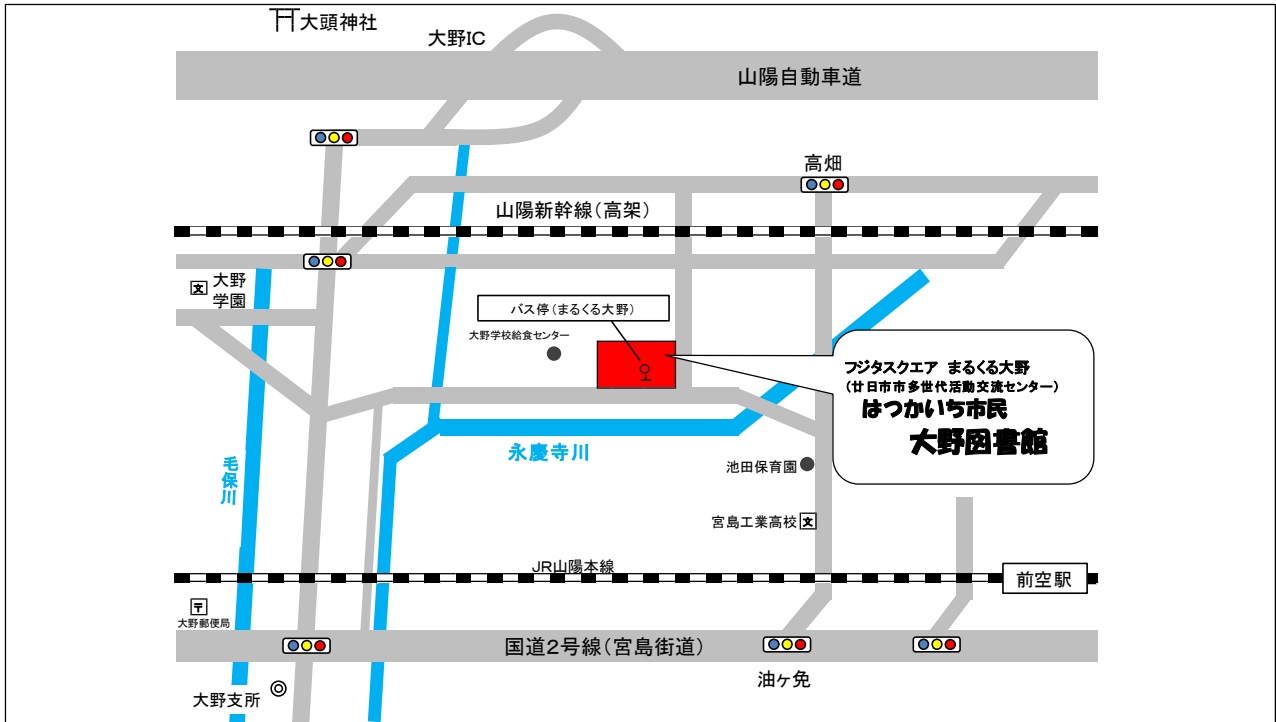 大頭神社
大野IC
山陽自動車道
高畑
山陽新幹線(高架)
文
大野
学園
バス停(まるくる大野)
大野学校給食センター
フジタスクエア まるくる大野
(廿日市市多世代活動交流センター)
はつかいち市民
大野図書館
永慶寺川
毛保川
池田保育園
宮島工業高校
文
JR山陽本線
前空駅
〒
大野郵便局
国道2号線(宮島街道)
油ヶ免
大野支所